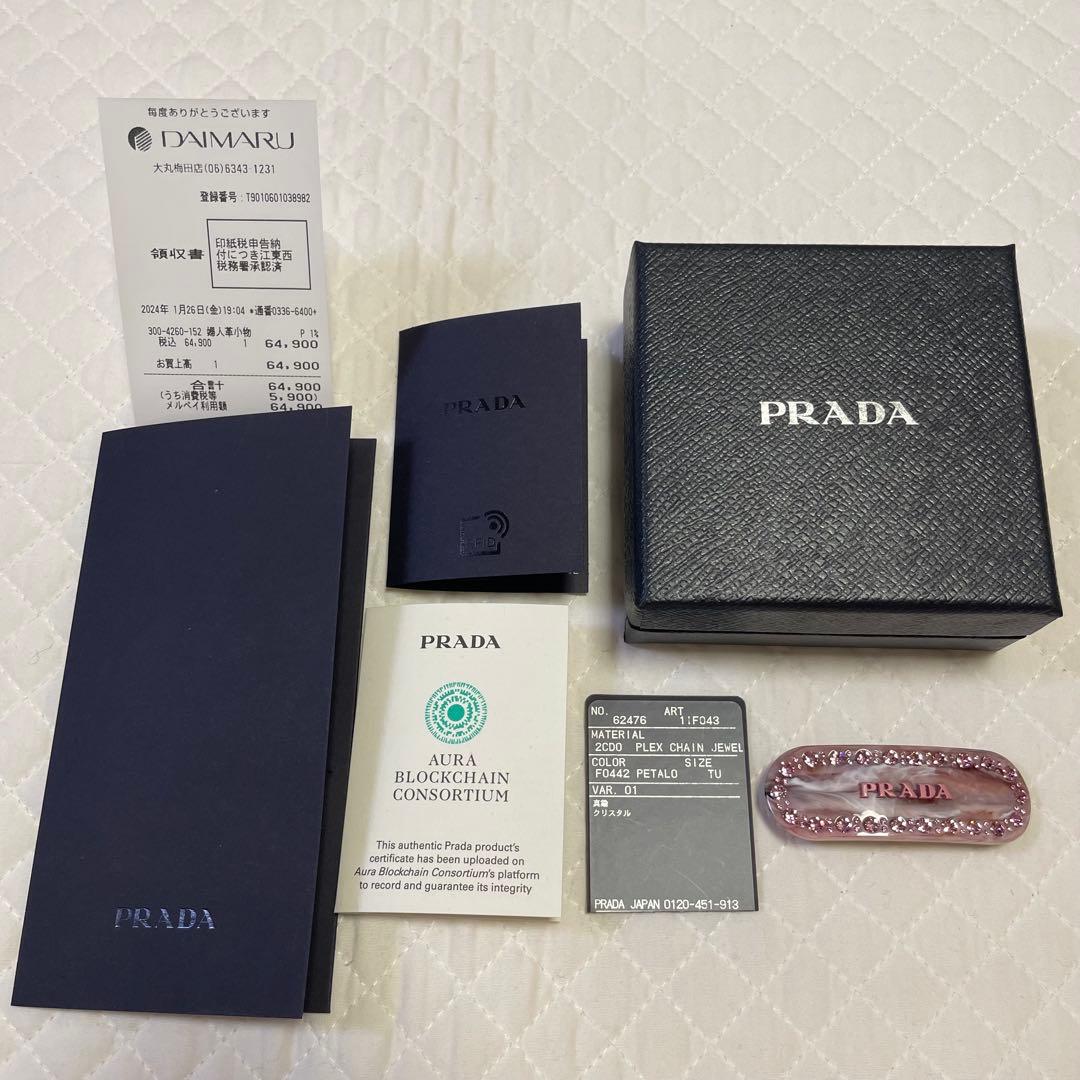 毎度ありがとうございます
DAIMARU
大丸梅田店(06)6343-1231
登録番号:T9010601038982
領収書
印紙税申告納
付につき江東西
税務署承認済
2024年 1月26日(金)19:04 *通番0336-6400*
300-4260-152 婦人革小物 P 1%
税込 64,900 1 64,900
お買上高 1 64,900
合計 64,900
(うち消費税等 5,900)
メルペイ利用額 64,900
PRADA
RFID
PRADA
PRADA
PRADA
AURA
BLOCKCHAIN
CONSORTIUM
This authentic Prada product's
certificate has been uploaded on
Aura Blockchain Consortium's platform
to record and guarantee its integrity
NO. ART
62476 1IF043
MATERIAL
2CD0 PLEX CHAIN JEWEL
COLOR SIZE
F0442 PETALO TU
VAR. 01
真鍮
クリスタル
PRADA JAPAN 0120-451-913
PRADA